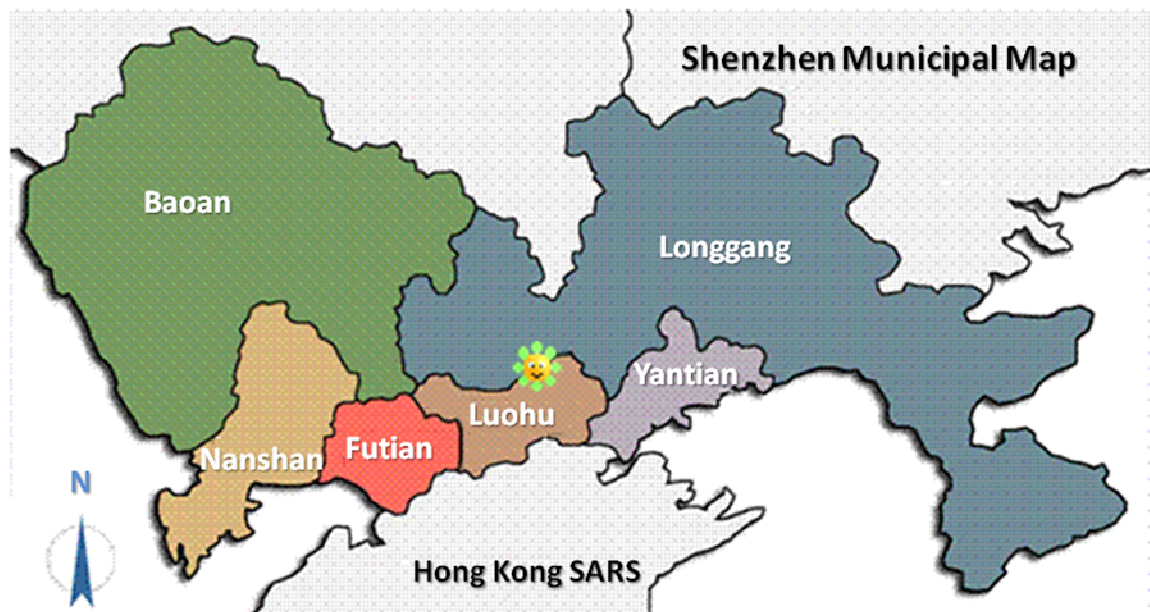 Shenzhen Municipal Map
Baoan
Longgang
Yantian
Luohu
Futian
Nanshan
N
Hong Kong SARS